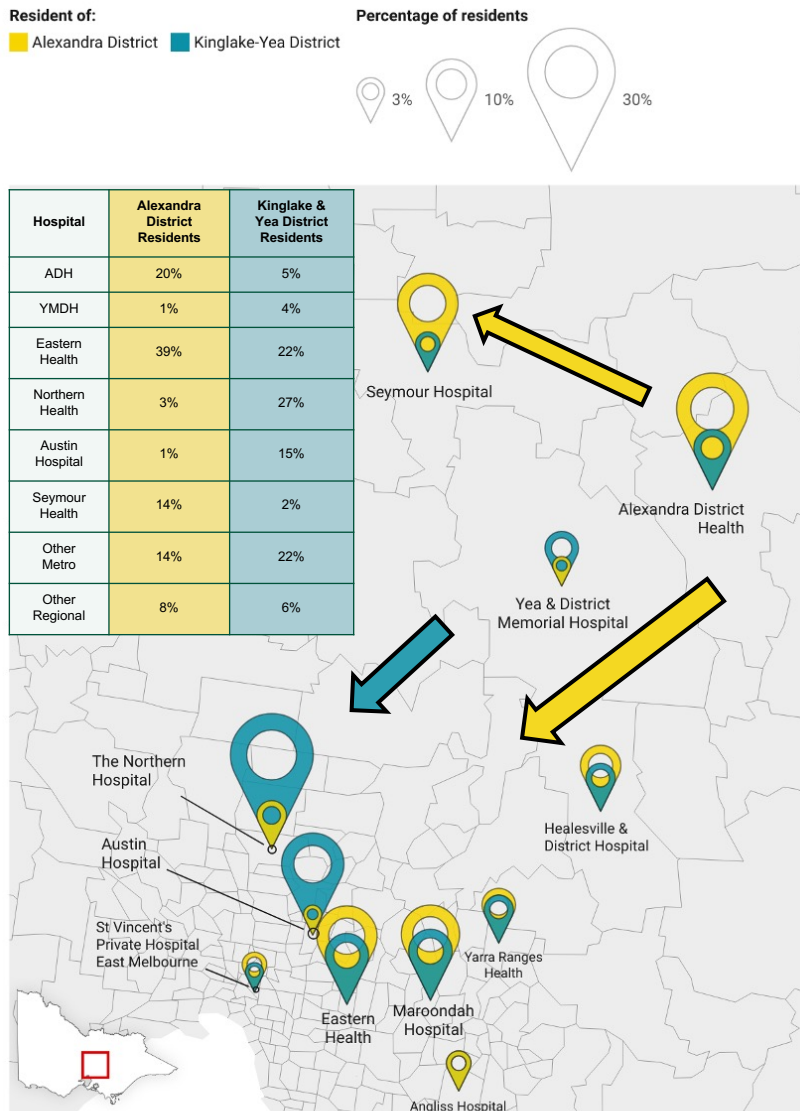 Resident of:
Alexandra District
Kinglake-Yea District
Percentage of residents
3%
10%
30%
Hospital
Alexandra
District
Residents
Kinglake &
Yea District
Residents
ADH
20%
5%
YMDH
1%
4%
Eastern
Health
39%
22%
Northern
Health
3%
27%
Austin
Hospital
1%
15%
Seymour
Health
14%
2%
Other
Metro
14%
22%
Other
Regional
8%
6%
Seymour Hospital
Alexandra District
Health
Yea & District
Memorial Hospital
The Northern
Hospital
Healesville &
District Hospital
Austin
Hospital
St Vincent's
Private Hospital
East Melbourne
Yarra Ranges
Health
Eastern
Health
Maroondah
Hospital
Angliss Hospital